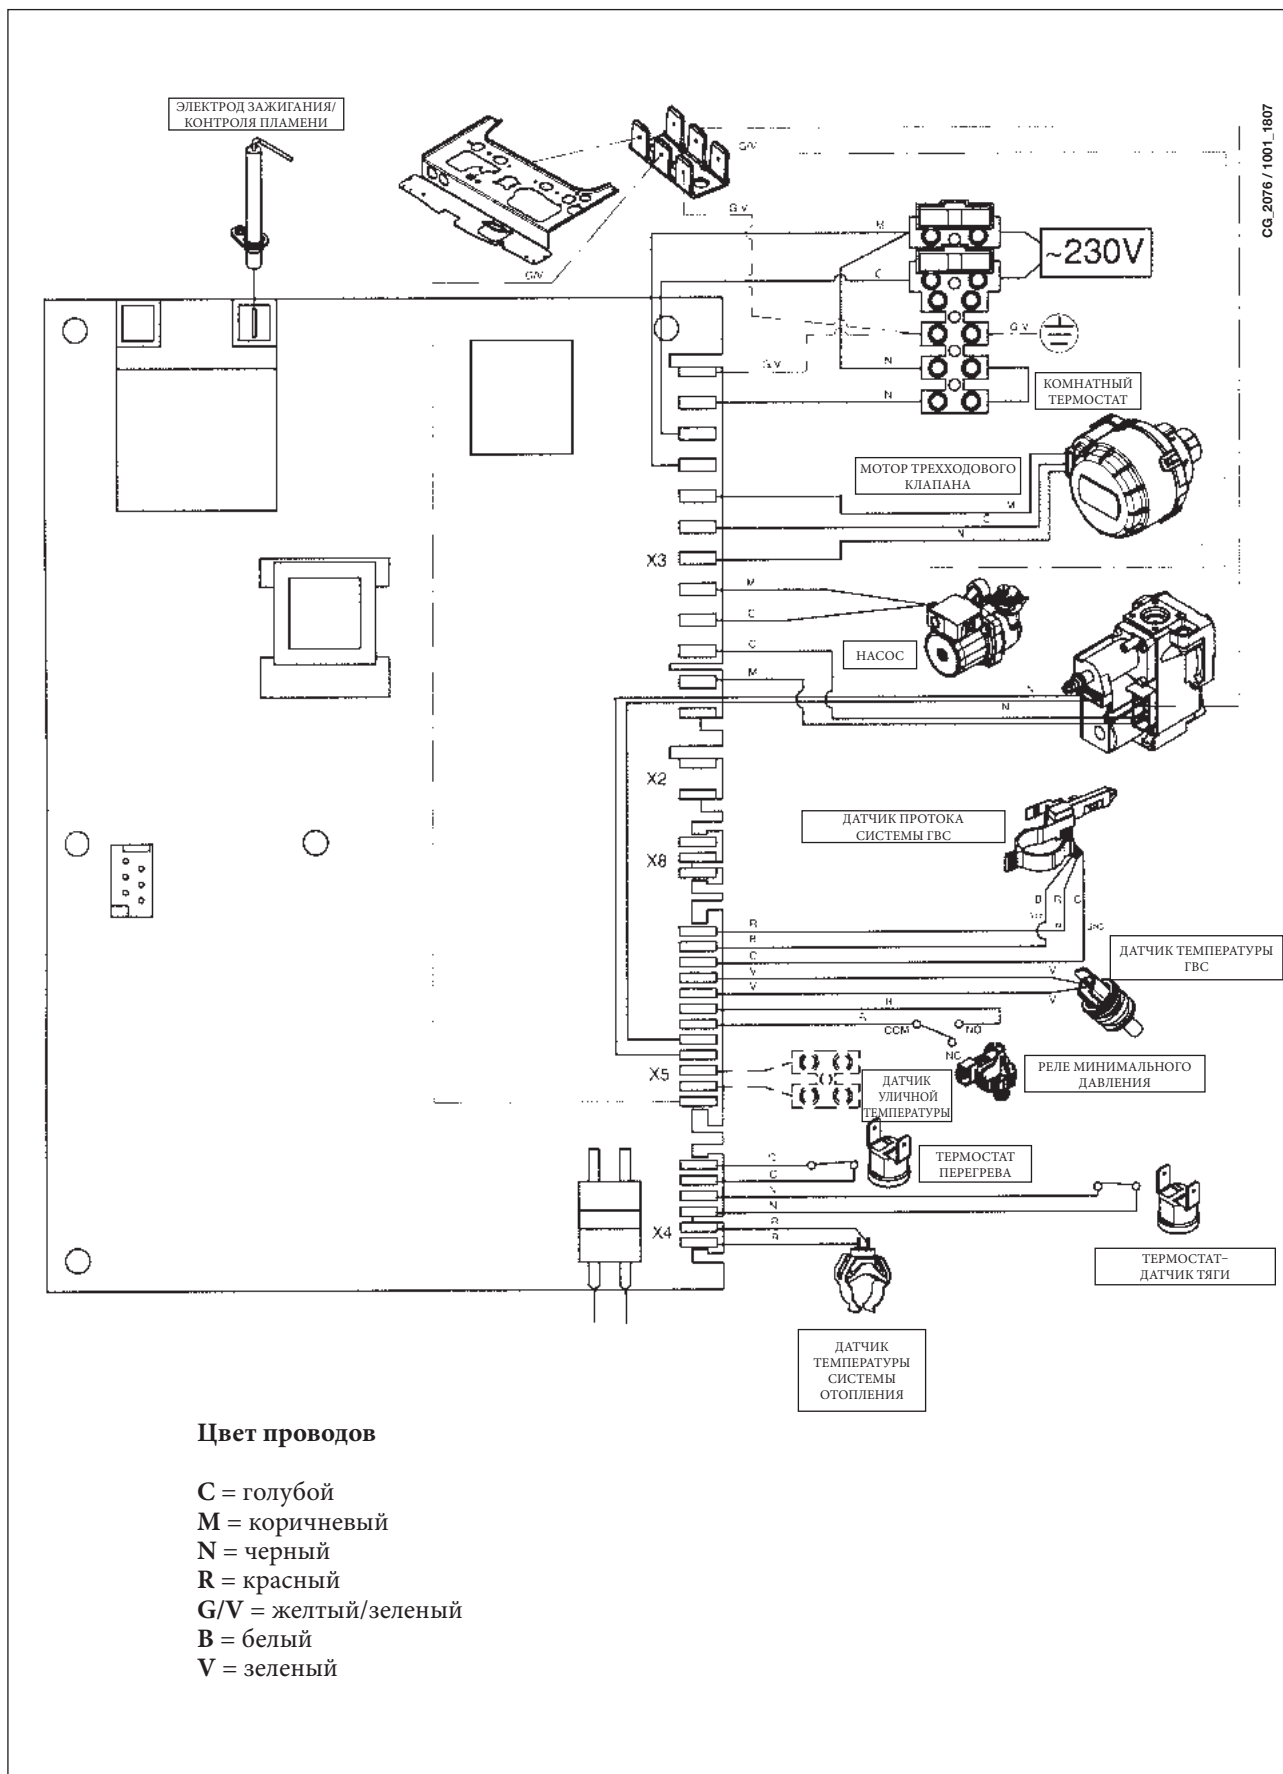 ЭЛЕКТРОД ЗАЖИГАНИЯ/
КОНТРОЛЯ ПЛАМЕНИ
CG_2076 / 1001_1807
G/V
G V
G/V
M
~230V
C
G V
G V
N
КОМНАТНЫЙ
ТЕРМОСТАТ
N
МОТОР ТРЕХХОДОВОГО
КЛАПАНА
M
C
N
X3
M
C
НАСОС
C
M
N
X2
ДАТЧИК ПРОТОКА
СИСТЕМЫ ГВС
X8
B R C
R
B
C
V
V
ДАТЧИК ТЕМПЕРАТУРЫ
ГВС
V
V
COM
NO
NC
X5
РЕЛЕ МИНИМАЛЬНОГО
ДАВЛЕНИЯ
ДАТЧИК
УЛИЧНОЙ
ТЕМПЕРАТУРЫ
ТЕРМОСТАТ
ПЕРЕГРЕВА
C
C
N
N
R
R
X4
ТЕРМОСТАТ–
ДАТЧИК ТЯГИ
ДАТЧИК
ТЕМПЕРАТУРЫ
СИСТЕМЫ
ОТОПЛЕНИЯ
Цвет проводов
C = голубой
M = коричневый
N = черный
R = красный
G/V = желтый/зеленый
B = белый
V = зеленый